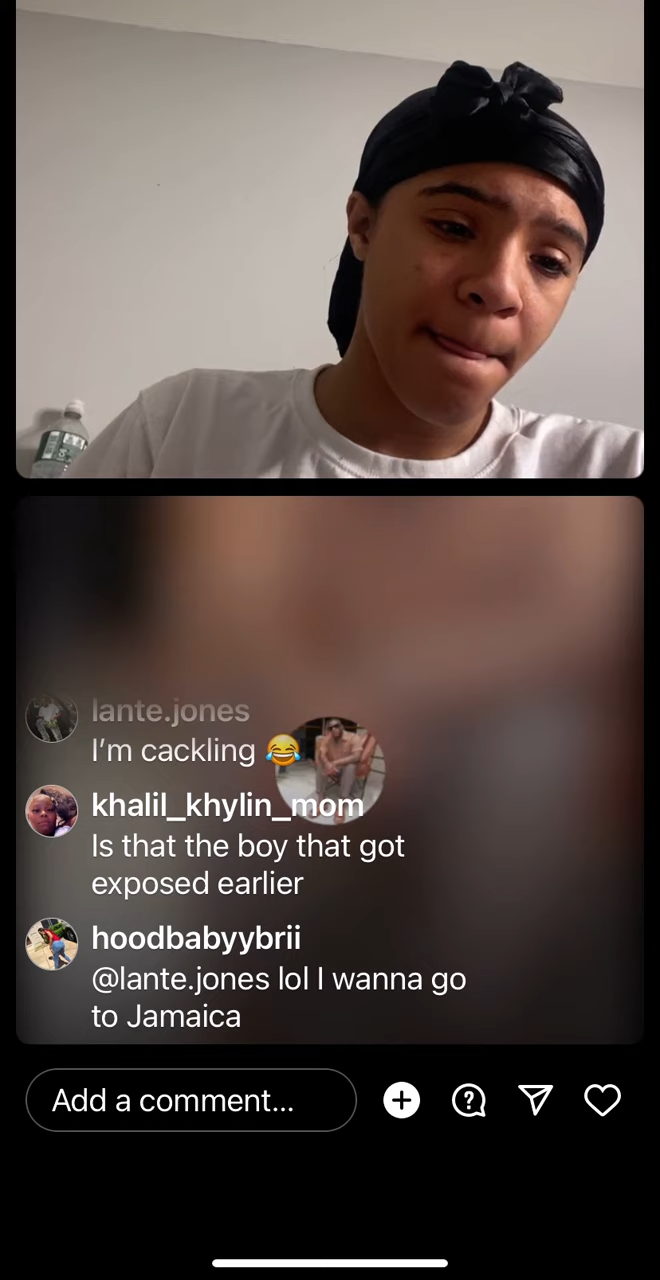 lante.jones
I'm cackling 😂
khalil_khylin_mom
Is that the boy that got
exposed earlier
hoodbabyybrii
@lante.jones lol I wanna go
to Jamaica
Add a comment...